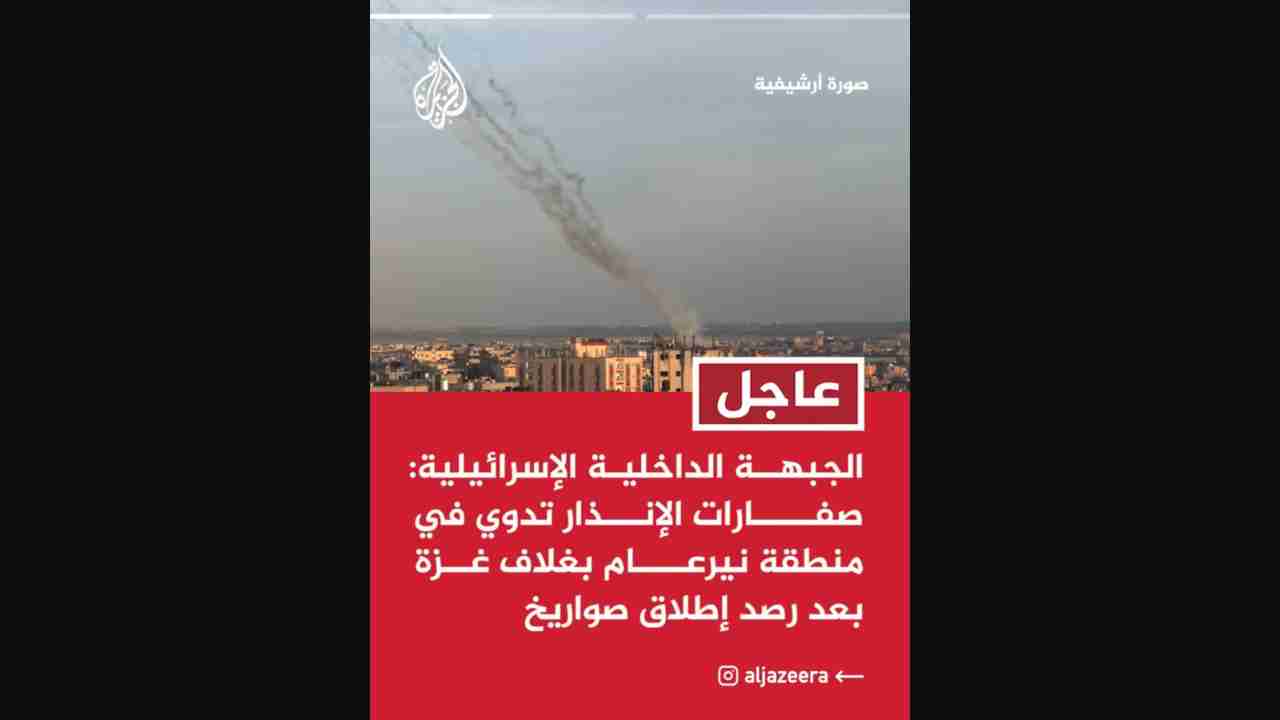 الجزيرة
صورة أرشيفية
عاجل
الجبهة الداخلية الإسرائيلية:
صفارات الإنذار تدوي في
منطقة نيرعام بغلاف غزة
بعد رصد إطلاق صواريخ
aljazeera